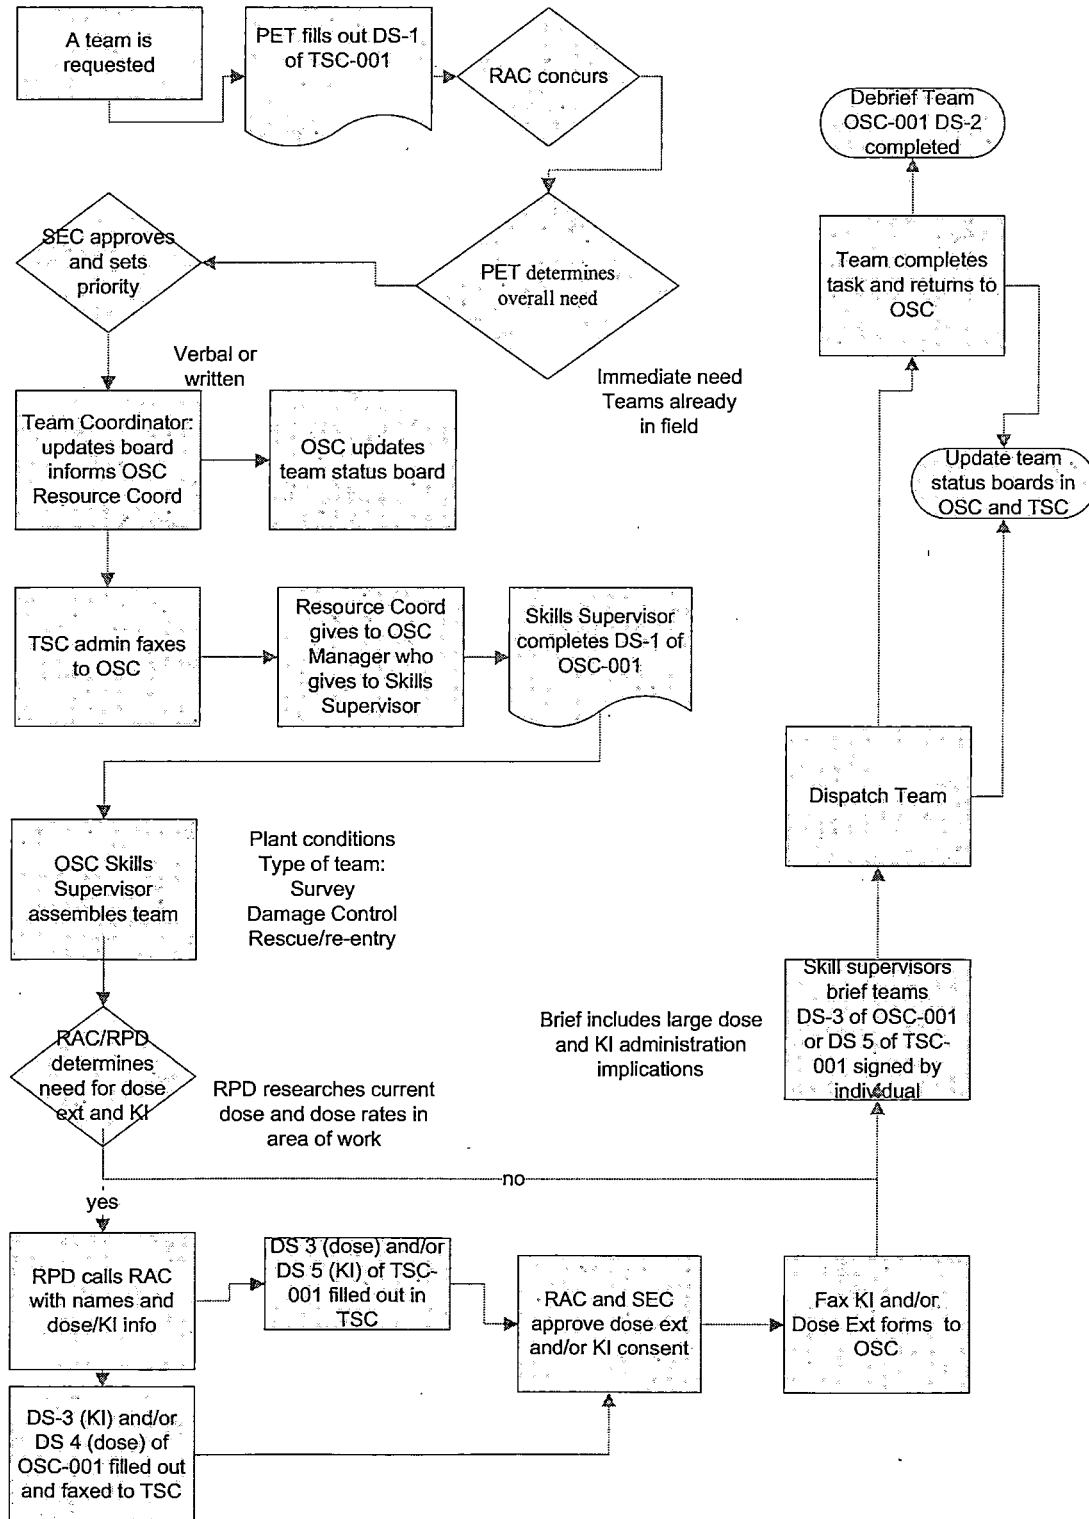 A team is
requested
PET fills out DS-1
of TSC-001
RAC concurs
PET determines
overall need
SEC approves
and sets
priority
Verbal or
written
Immediate need
Teams already
in field
Team Coordinator:
updates board
informs OSC
Resource Coord
OSC updates
team status board
TSC admin faxes
to OSC
Resource Coord
gives to OSC
Manager who
gives to Skills
Supervisor
Skills Supervisor
completes DS-1 of
OSC-001
OSC Skills
Supervisor
assembles team
Plant conditions
Type of team:
Survey
Damage Control
Rescue/re-entry
RAC/RPD
determines
need for dose
ext and KI
RPD researches current
dose and dose rates in
area of work
no
yes
RPD calls RAC
with names and
dose/KI info
DS-3 (KI) and/or
DS 4 (dose) of
OSC-001 filled out
and faxed to TSC
DS 3 (dose) and/or
DS 5 (KI) of TSC-
001 filled out in
TSC
RAC and SEC
approve dose ext
and/or KI consent
Fax KI and/or
Dose Ext forms to
OSC
Brief includes large dose
and KI administration
implications
Skill supervisors
brief teams
DS-3 of OSC-001
or DS 5 of TSC-
001 signed by
individual
Dispatch Team
Team completes
task and returns to
OSC
Update team
status boards in
OSC and TSC
Debrief Team
OSC-001 DS-2
completed